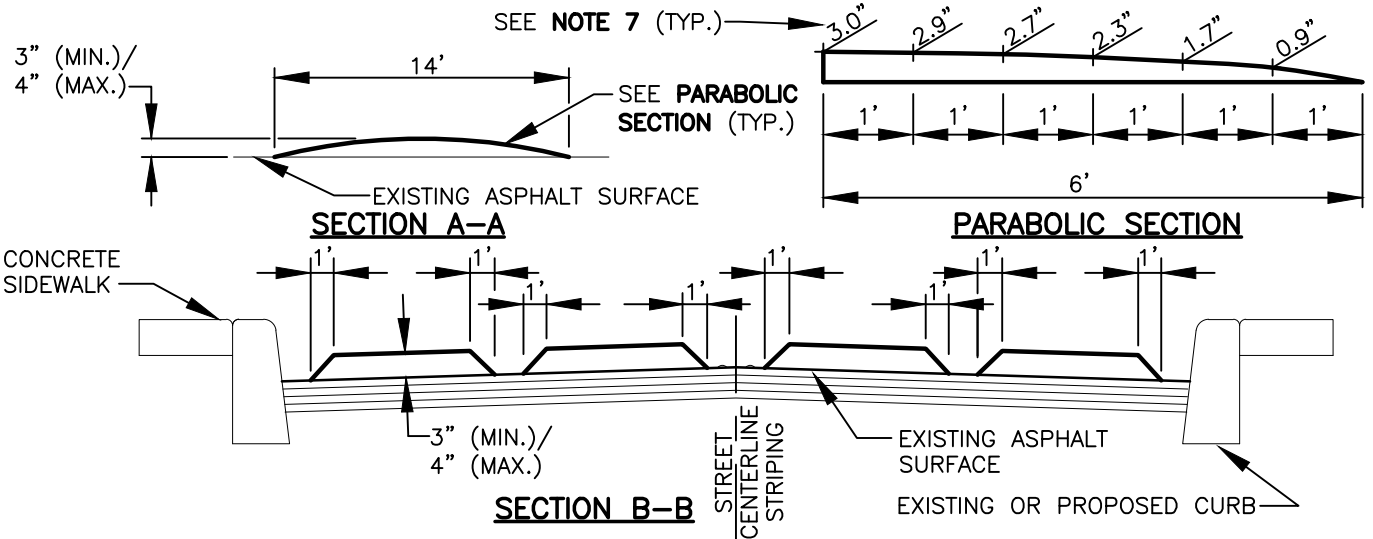 SEE NOTE 7 (TYP.)
3.0”
2.9”
2.7”
2.3”
1.7”
0.9”
3” (MIN.)/
4” (MAX.)
14’
SEE PARABOLIC
SECTION (TYP.)
1’
1’
1’
1’
1’
1’
6’
EXISTING ASPHALT SURFACE
SECTION A–A
PARABOLIC SECTION
CONCRETE
SIDEWALK
1’
1’
1’
1’
1’
1’
1’
1’
3” (MIN.)/
4” (MAX.)
STREET
CENTERLINE
STRIPING
EXISTING ASPHALT
SURFACE
EXISTING OR PROPOSED CURB
SECTION B–B